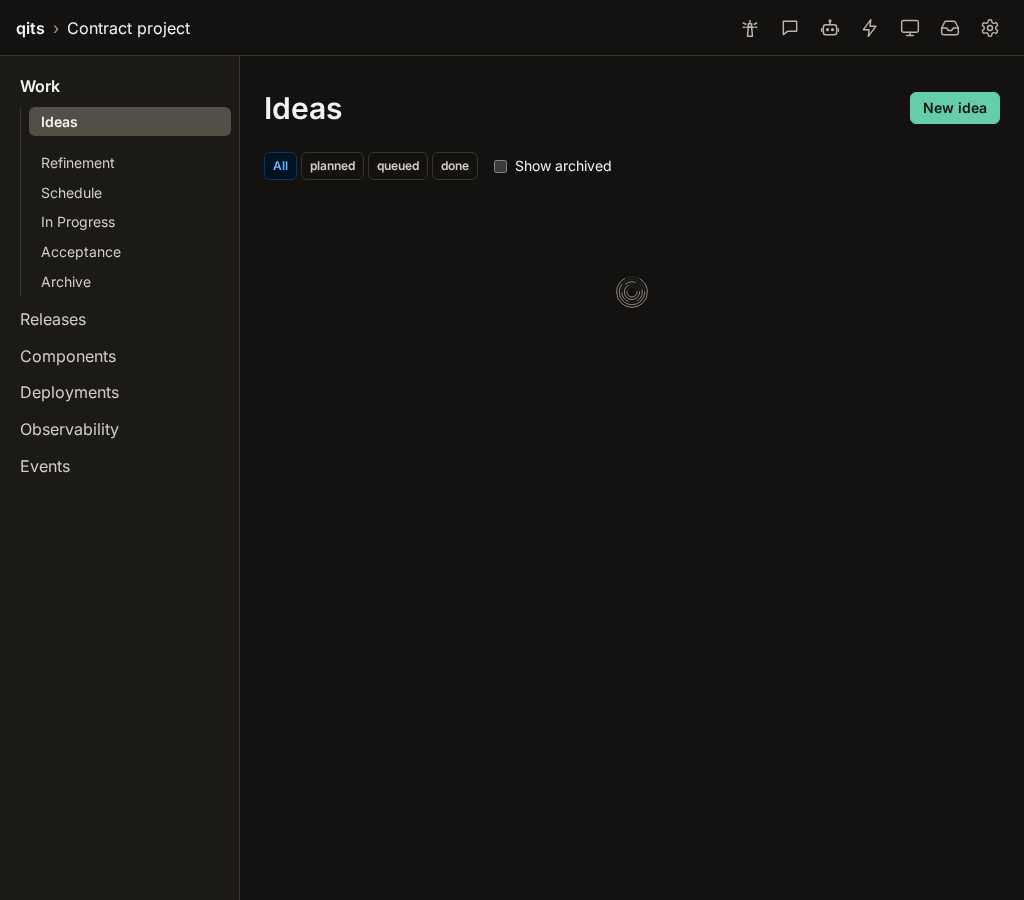 qits › Contract project
Work
Ideas
Refinement
Schedule
In Progress
Acceptance
Archive
Releases
Components
Deployments
Observability
Events
Ideas
New idea
All planned queued done Show archived